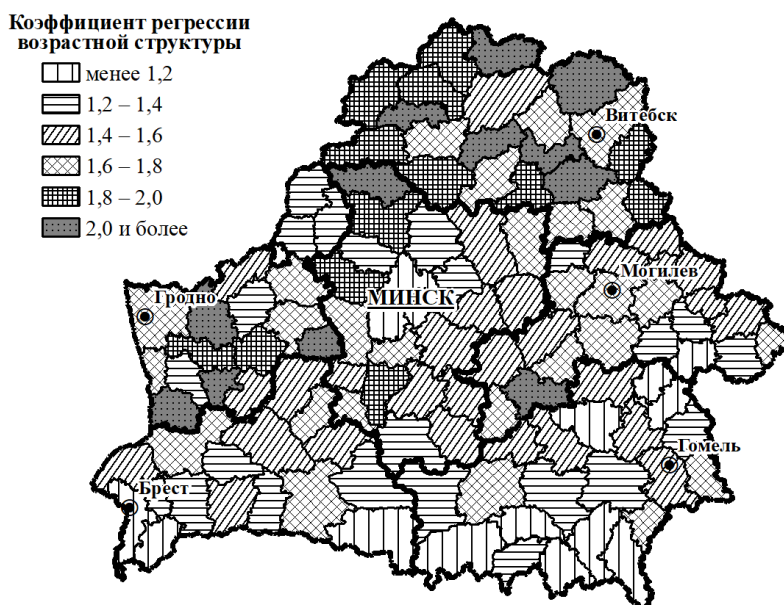 Коэффициент регрессии
возрастной структуры
менее 1,2
1,2 – 1,4
1,4 – 1,6
1,6 – 1,8
1,8 – 2,0
2,0 и более
Витебск
Могилев
Гродно
МИНСК
Гомель
Брест